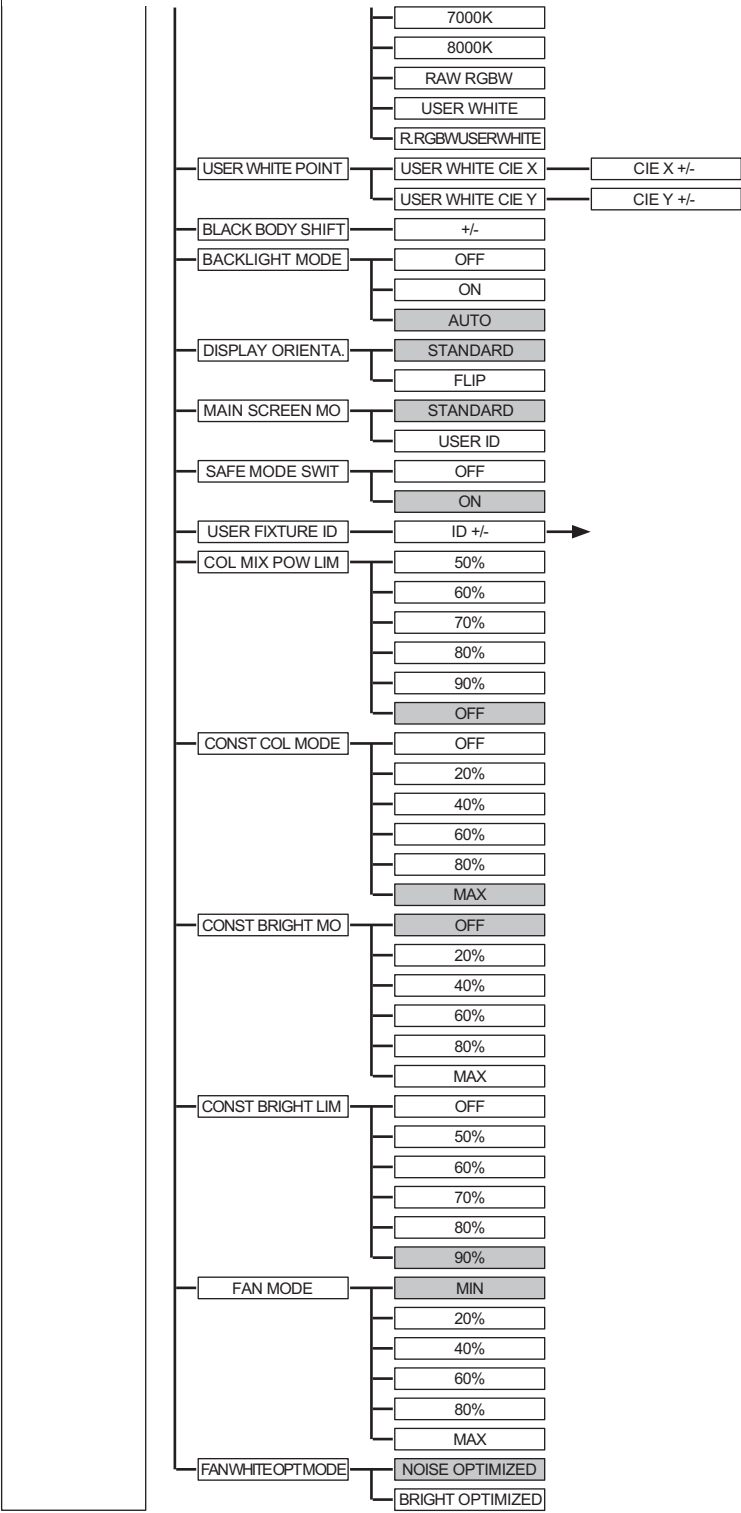 7000K
8000K
RAW RGBW
USER WHITE
R.RGBWUSERWHITE
USER WHITE POINT USER WHITE CIE X CIE X +/-
USER WHITE CIE Y CIE Y +/-
BLACK BODY SHIFT +/-
BACKLIGHT MODE OFF
ON
AUTO
DISPLAY ORIENTA. STANDARD
FLIP
MAIN SCREEN MO STANDARD
USER ID
SAFE MODE SWIT OFF
ON
USER FIXTURE ID ID +/-
COL MIX POW LIM 50%
60%
70%
80%
90%
OFF
CONST COL MODE OFF
20%
40%
60%
80%
MAX
CONST BRIGHT MO OFF
20%
40%
60%
80%
MAX
CONST BRIGHT LIM OFF
50%
60%
70%
80%
90%
FAN MODE MIN
20%
40%
60%
80%
MAX
FANWHITEOPTMODE NOISE OPTIMIZED
BRIGHT OPTIMIZED